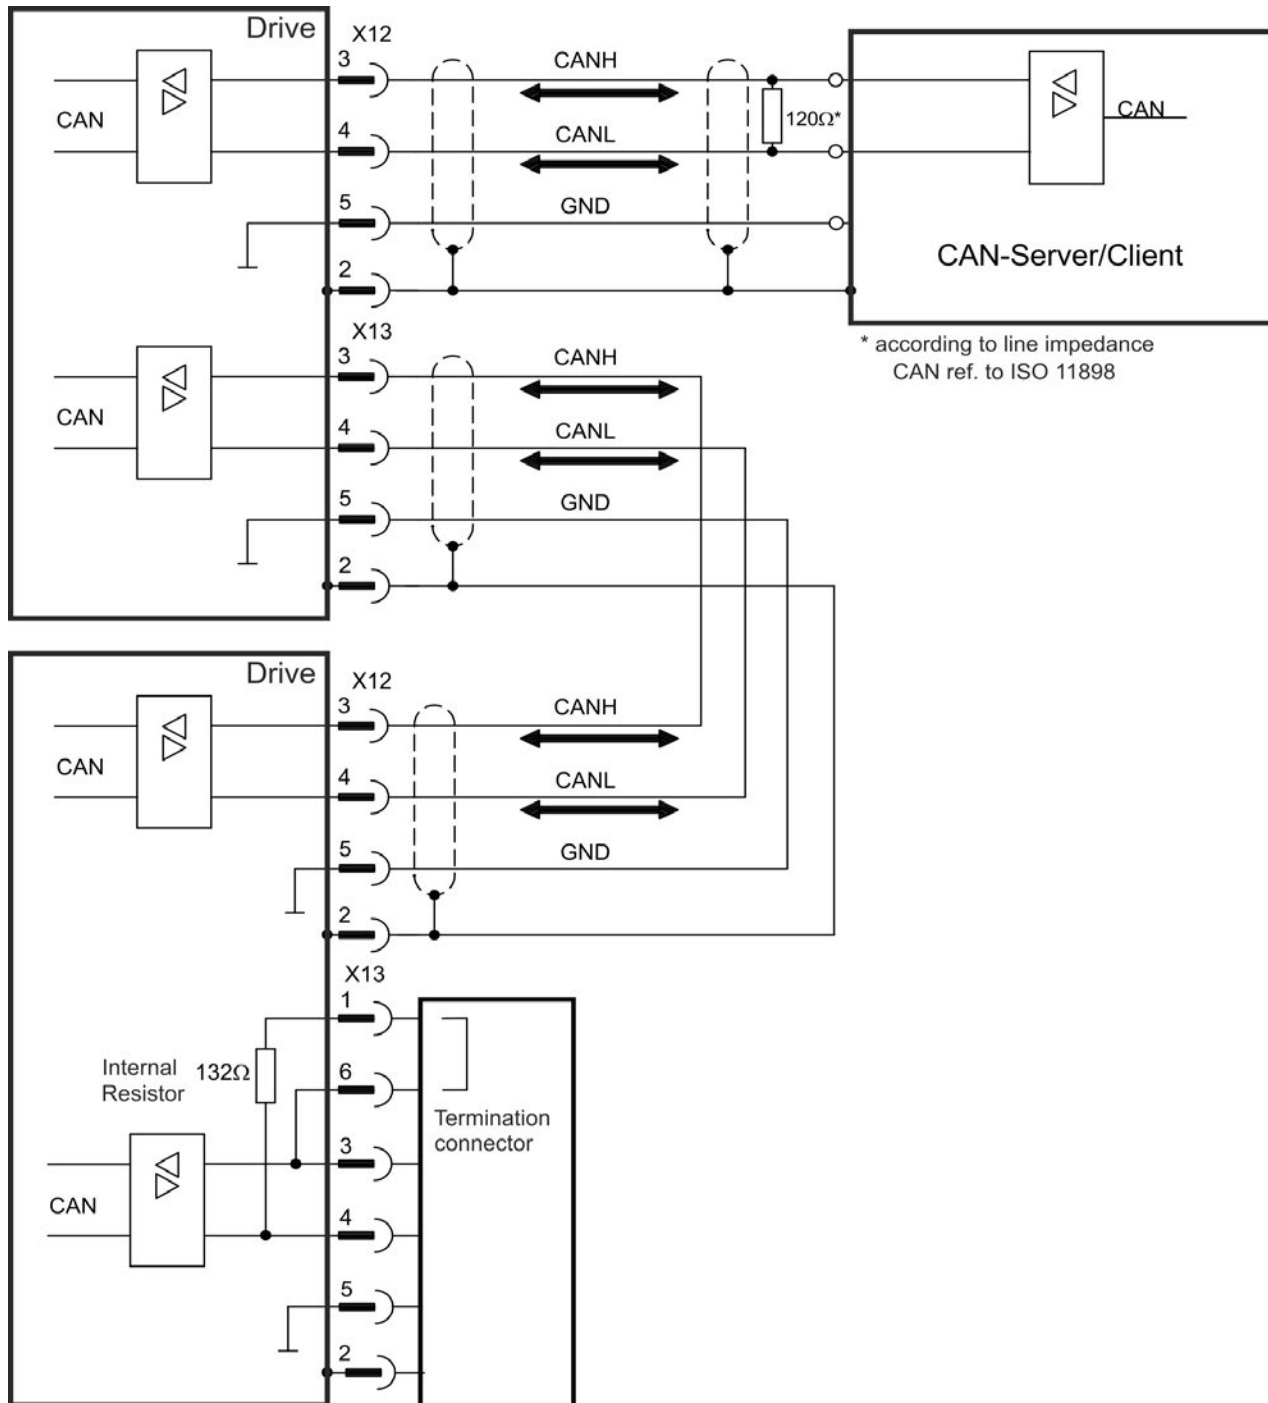 Drive
X12
3
CANH
CAN
120Ω*
CAN
4
CANL
5
GND
CAN-Server/Client
2
* according to line impedance
CAN ref. to ISO 11898
X13
3
CANH
CAN
4
CANL
5
GND
2
Drive
X12
3
CANH
CAN
4
CANL
5
GND
2
X13
1
Internal
Resistor
132Ω
6
Termination
connector
3
CAN
4
5
2